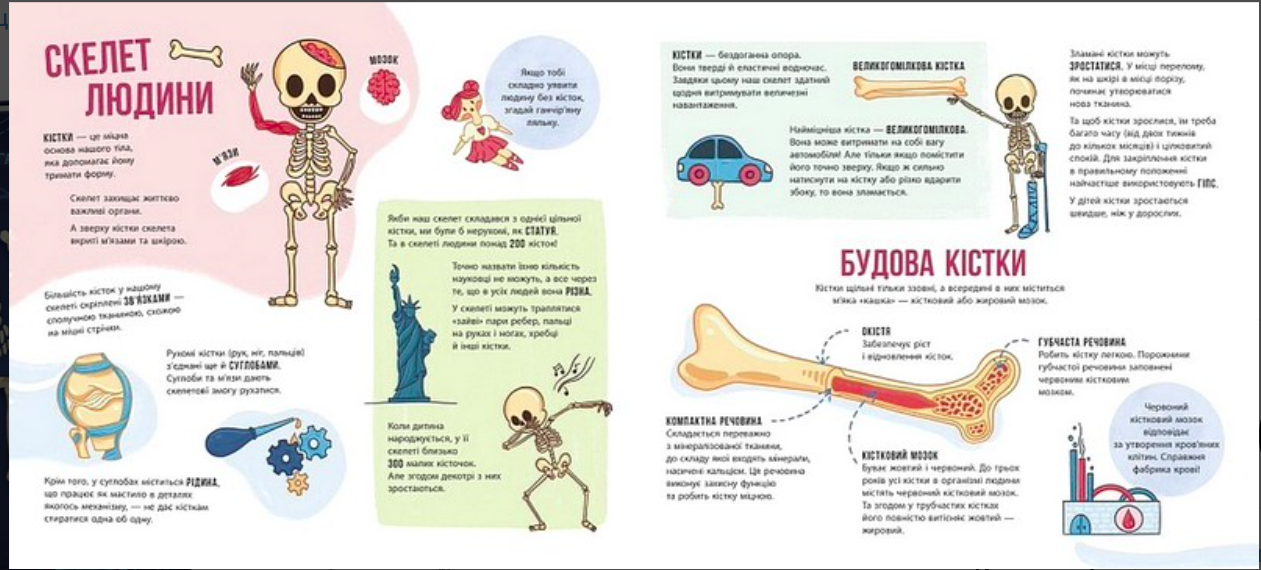 СКЕЛЕТ
ЛЮДИНИ
МОЗОК
М'ЯЗИ
КІСТКИ — це міцна
основа нашого тіла,
яка допомагає йому
тримати форму.
Скелет захищає життєво
важливі органи.
А зверху кістки скелета
вкриті м'язами та шкірою.
Більшість кісток у нашому
скелеті скріплені ЗВ'ЯЗКАМИ —
сполучною тканиною, схожою
на міцні стрічки.
Рухомі кістки (рук, ніг, пальців)
з'єднані ще й СУГЛОБАМИ.
Суглоби та м'язи дають
скелетові змогу рухатися.
Крім того, у суглобах міститься РІДИНА,
що працює як мастило в деталях
якогось механізму, — не дає кісткам
стиратися одна об одну.
Якщо тобі
складно уявити
людину без кісток,
згадай ганчір'яну
ляльку.
Якби наш скелет складався з однієї цільної
кістки, ми були б нерухомі, як СТАТУЯ.
Та в скелеті людини понад 200 кісток!
Точно назвати їхню кількість
науковці не можуть, а все через
те, що в усіх людей вона РІЗНА.
У скелеті можуть траплятися
«зайві» пари ребер, пальці
на руках і ногах, хребці
й інші кістки.
Коли дитина
народжується, у її
скелеті близько
300 малих кісточок.
Але згодом декотрі з них
зростаються.
КІСТКИ — бездоганна опора.
Вони тверді й еластичні водночас.
Завдяки цьому наш скелет здатний
щодня витримувати величезні
навантаження.
ВЕЛИКОГОМІЛКОВА КІСТКА
Найміцніша кістка — ВЕЛИКОГОМІЛКОВА.
Вона може витримати на собі вагу
автомобіля! Але тільки якщо помістити
його точно зверху. Якщо ж сильно
натиснути на кістку або різко вдарити
збоку, то вона зламається.
Зламані кістки можуть
ЗРОСТАТИСЯ. У місці перелому,
як на шкірі в місці порізу,
починає утворюватися
нова тканина.
Та щоб кістки зрослися, їм треба
багато часу (від двох тижнів
до кількох місяців) і цілковитий
спокій. Для закріплення кістки
в правильному положенні
найчастіше використовують ГІПС.
У дітей кістки зростаються
швидше, ніж у дорослих.
БУДОВА КІСТКИ
Кістки щільні тільки ззовні, а всередині в них міститься
м'яка «кашка» — кістковий або жировий мозок.
ОКІСТЯ
Забезпечує ріст
і відновлення кісток.
ГУБЧАСТА РЕЧОВИНА
Робить кістку легкою. Порожнини
губчастої речовини заповнені
червоним кістковим
мозком.
КОМПАКТНА РЕЧОВИНА
Складається переважно
з мінералізованої тканини,
до складу якої входять мінерали,
насичені кальцієм. Ця речовина
виконує захисну функцію
та робить кістку міцною.
КІСТКОВИЙ МОЗОК
Буває жовтий і червоний. До трьох
років усі кістки в організмі людини
містять червоний кістковий мозок.
Та згодом у трубчастих кістках
його повністю витісняє жовтий —
жировий.
Червоний
кістковий мозок
відповідає
за утворення кров'яних
клітин. Справжня
фабрика крові!